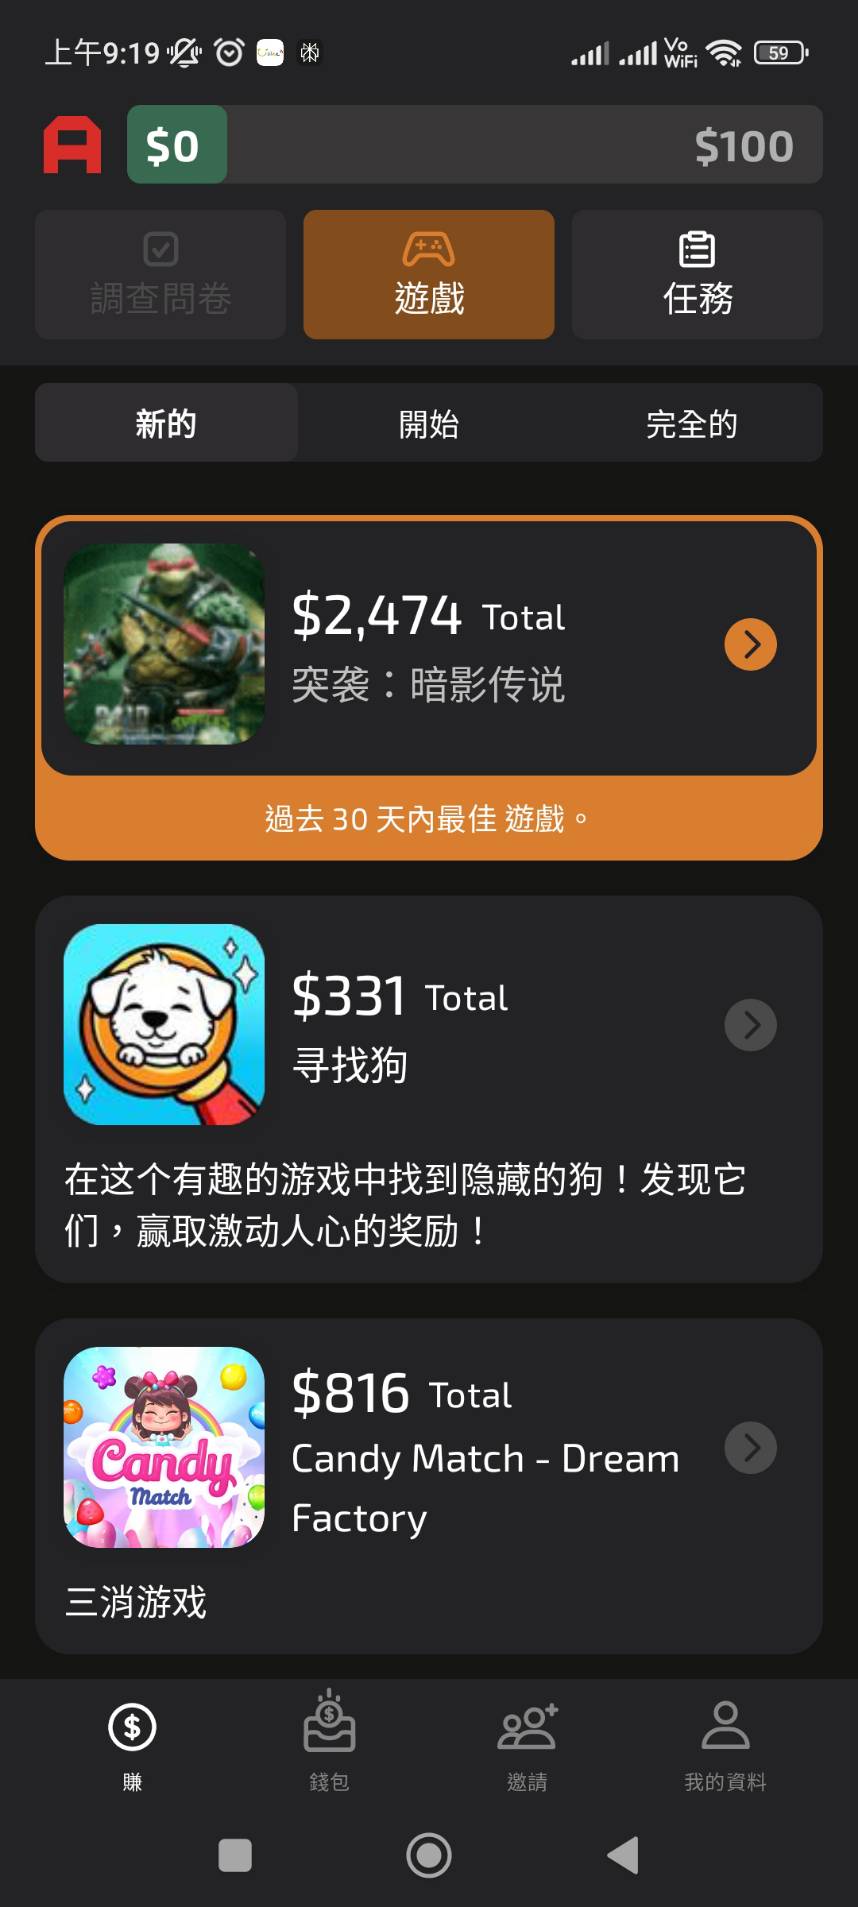 上午9:19
Vo
WiFi
59
$0
$100
調查問卷
遊戲
任務
新的
開始
完全的
$2,474 Total
突袭：暗影传说
RAID
TURTLES
過去 30 天內最佳 遊戲。
$331 Total
寻找狗
在这个有趣的游戏中找到隐藏的狗！发现它
们，赢取激动人心的奖励！
$816 Total
Candy Match - Dream
Factory
Candy
Match
三消游戏
賺
錢包
邀請
我的資料